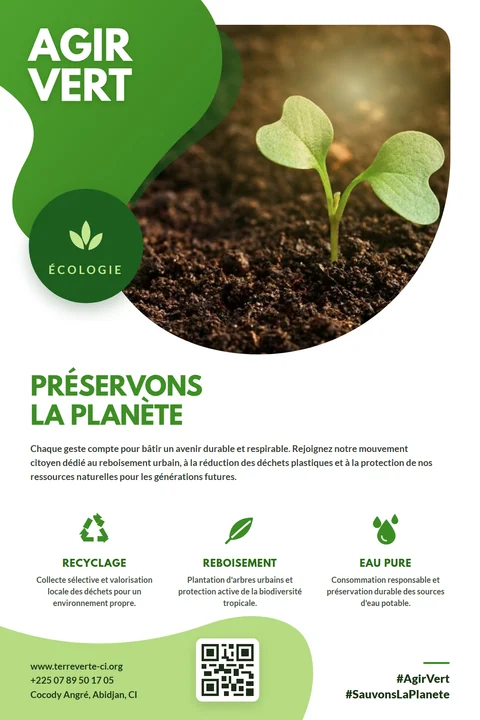 AGIR
VERT
ÉCOLOGIE
PRÉSERVONS
LA PLANÈTE
Chaque geste compte pour bâtir un avenir durable et respirable. Rejoignez notre mouvement
citoyen dédié au reboisement urbain, à la réduction des déchets plastiques et à la protection de nos
ressources naturelles pour les générations futures.
RECYCLAGE
Collecte sélective et valorisation
locale des déchets pour un
environnement propre.
REBOISEMENT
Plantation d'arbres urbains et
protection active de la biodiversité
tropicale.
EAU PURE
Consommation responsable et
préservation durable des sources
d'eau potable.
www.terreverte-ci.org
+225 07 89 50 17 05
Cocody Angré, Abidjan, CI
#AgirVert
#SauvonsLaPlanete